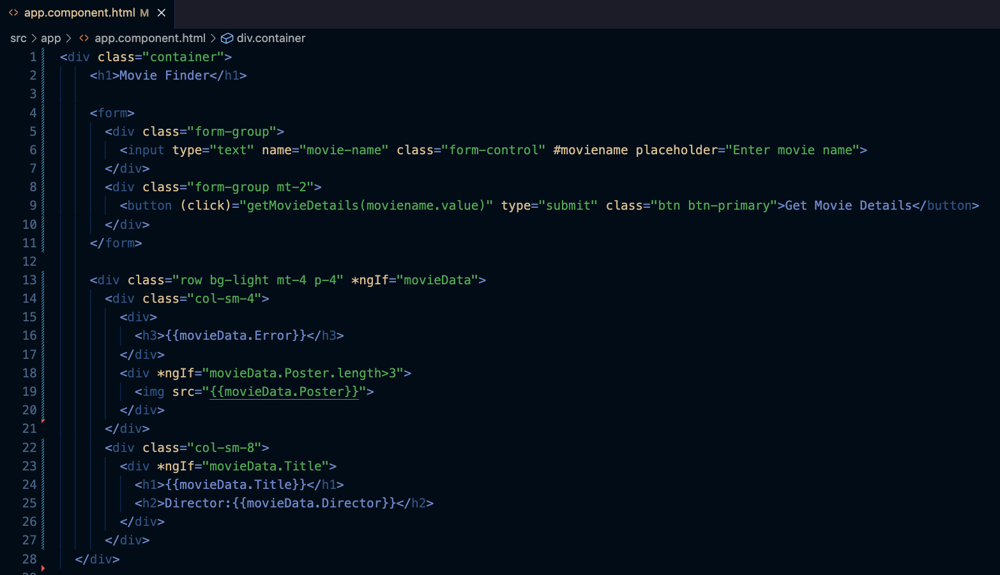 app.component.html M
src > app > app.component.html > div.container
1 <div class="container">
2 <h1>Movie Finder</h1>
3
4 <form>
5 <div class="form-group">
6 <input type="text" name="movie-name" class="form-control" #moviename placeholder="Enter movie name">
7 </div>
8 <div class="form-group mt-2">
9 <button (click)="getMovieDetails(moviename.value)" type="submit" class="btn btn-primary">Get Movie Details</button>
10 </div>
11 </form>
12
13 <div class="row bg-light mt-4 p-4" *ngIf="movieData">
14 <div class="col-sm-4">
15 <div>
16 <h3>{{movieData.Error}}</h3>
17 </div>
18 <div *ngIf="movieData.Poster.length>3">
19 <img src="{{movieData.Poster}}">
20 </div>
21 </div>
22 <div class="col-sm-8">
23 <div *ngIf="movieData.Title">
24 <h1>{{movieData.Title}}</h1>
25 <h2>Director:{{movieData.Director}}</h2>
26 </div>
27 </div>
28 </div>